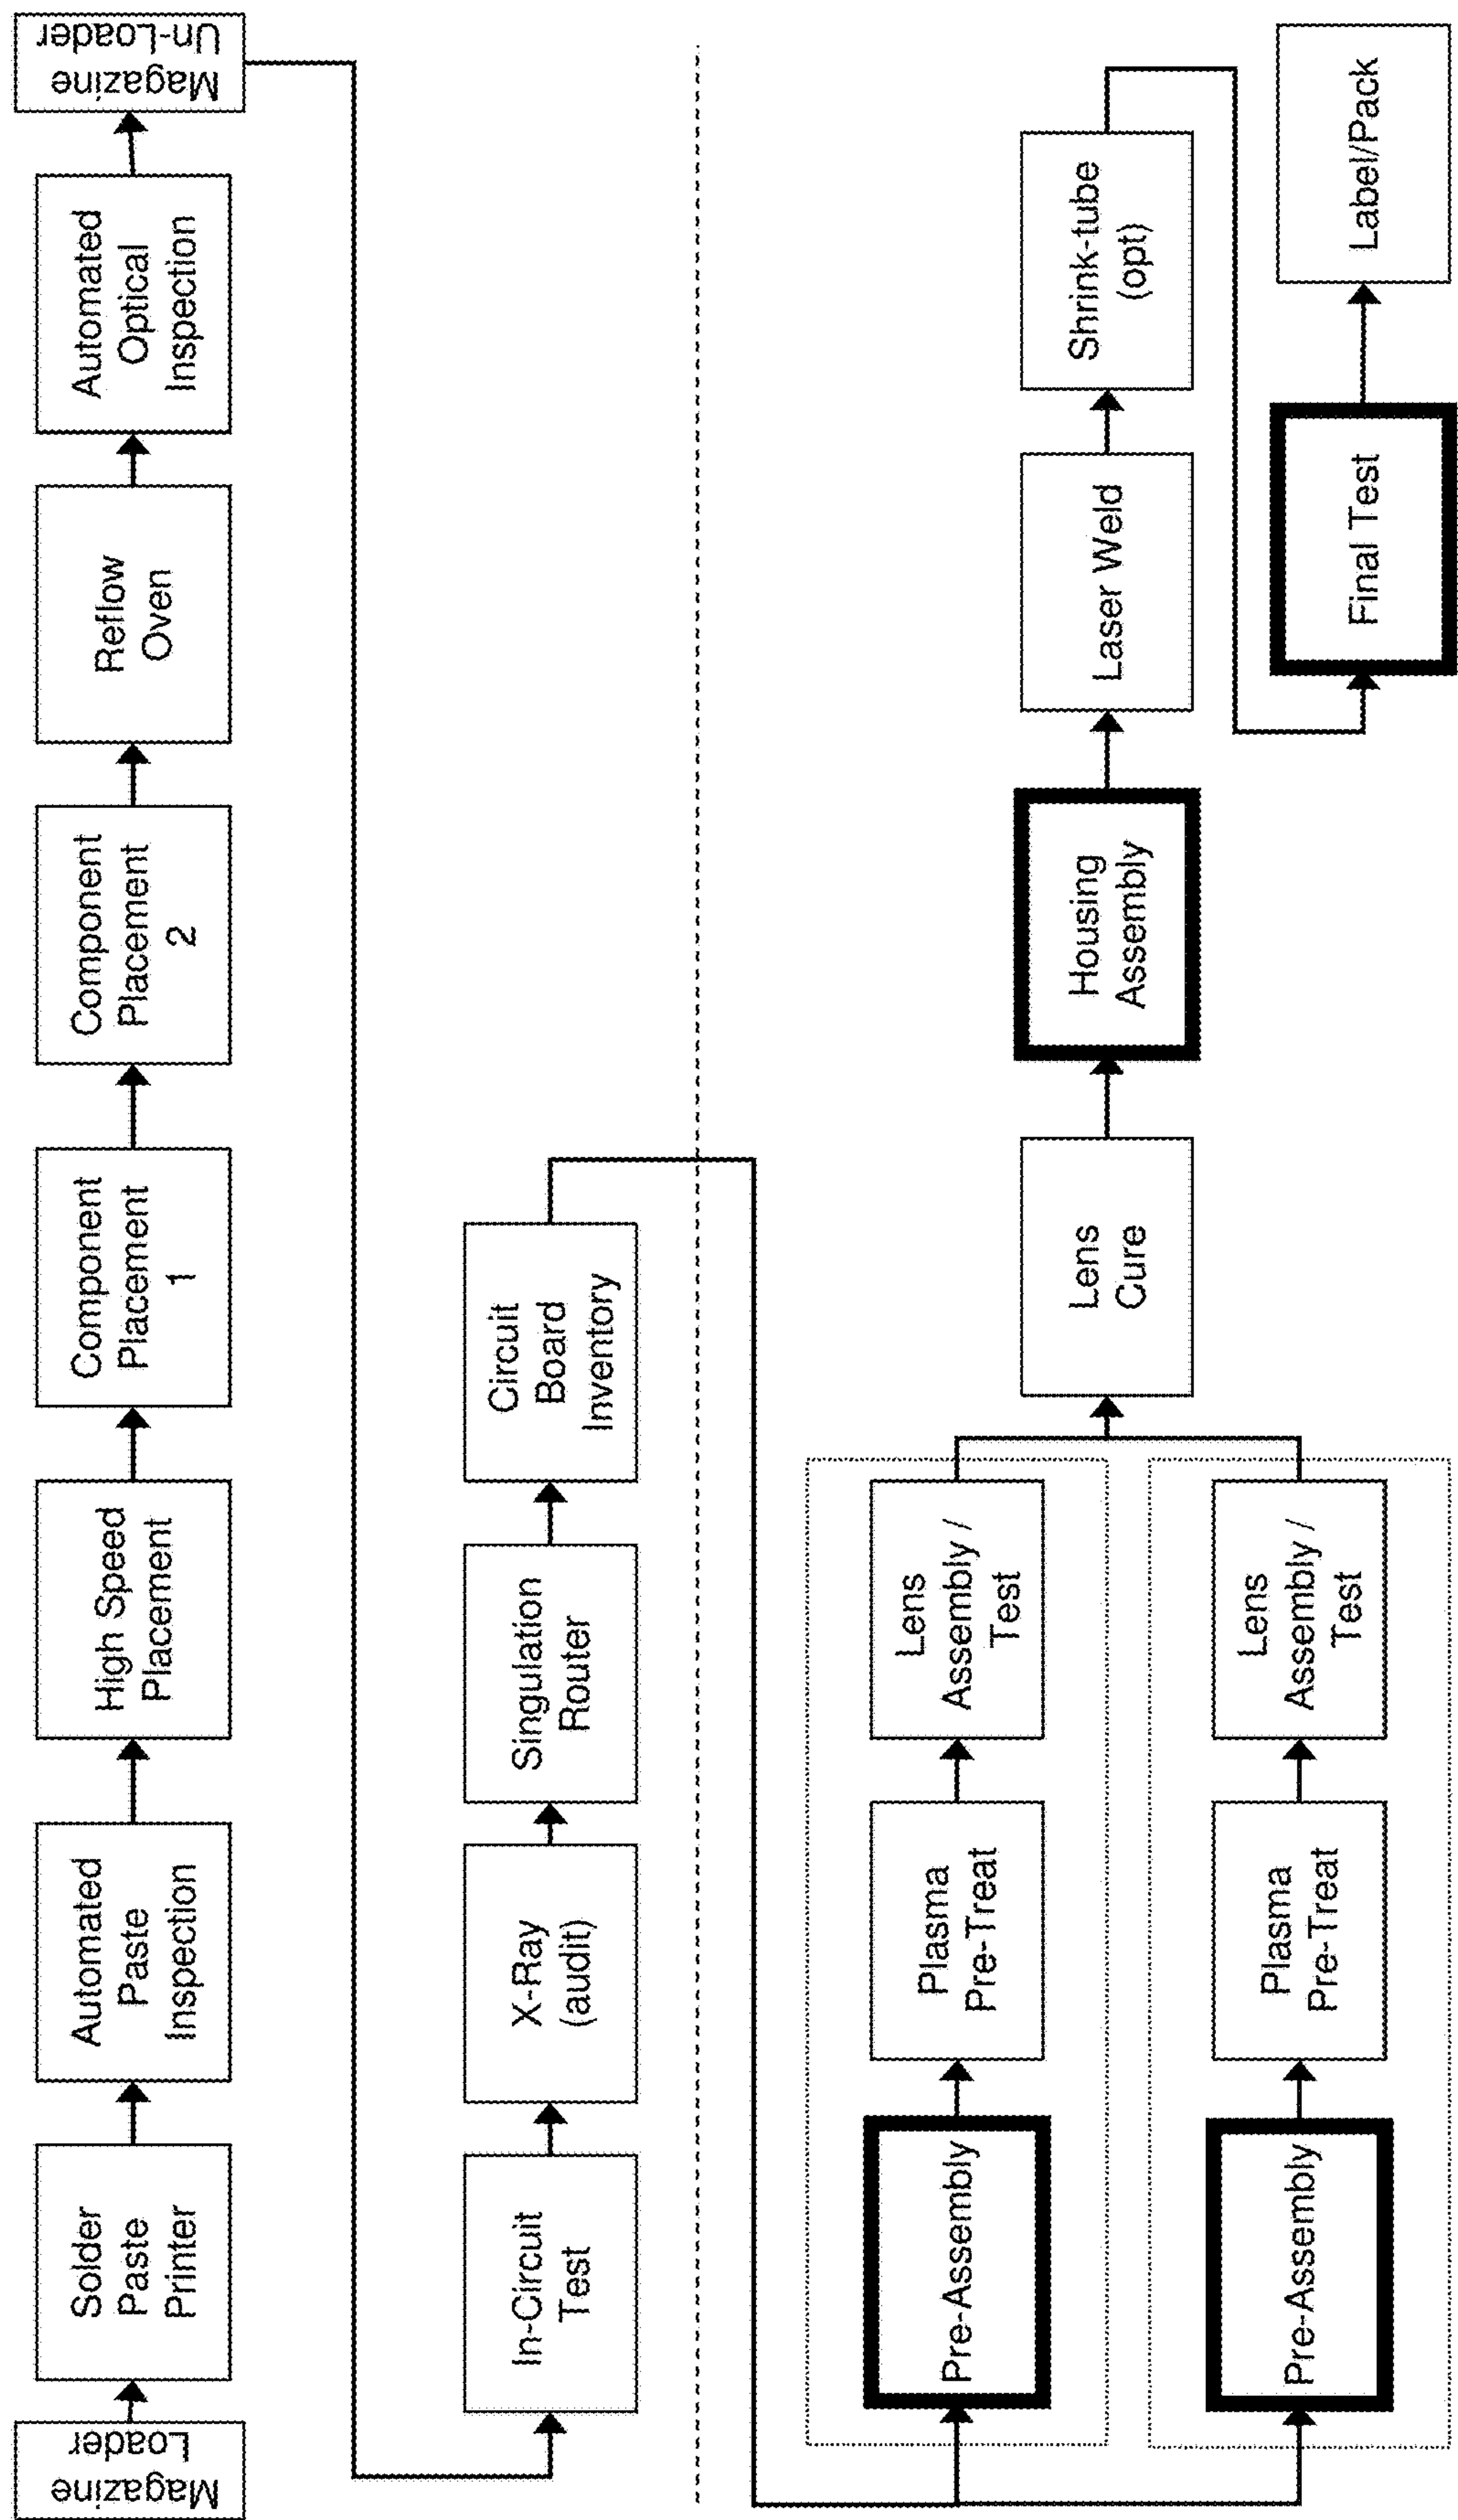 Magazine
Loader
Solder
Paste
Printer
Automated
Paste
Inspection
High Speed
Placement
Component
Placement
1
Component
Placement
2
Reflow
Oven
Automated
Optical
Inspection
Magazine
Un-Loader
In-Circuit
Test
X-Ray
(audit)
Singulation
Router
Circuit
Board
Inventory
Pre-Assembly
Plasma
Pre-Treat
Lens
Assembly /
Test
Pre-Assembly
Plasma
Pre-Treat
Lens
Assembly /
Test
Lens
Cure
Housing
Assembly
Laser Weld
Shrink-tube
(opt)
Final Test
Label/Pack